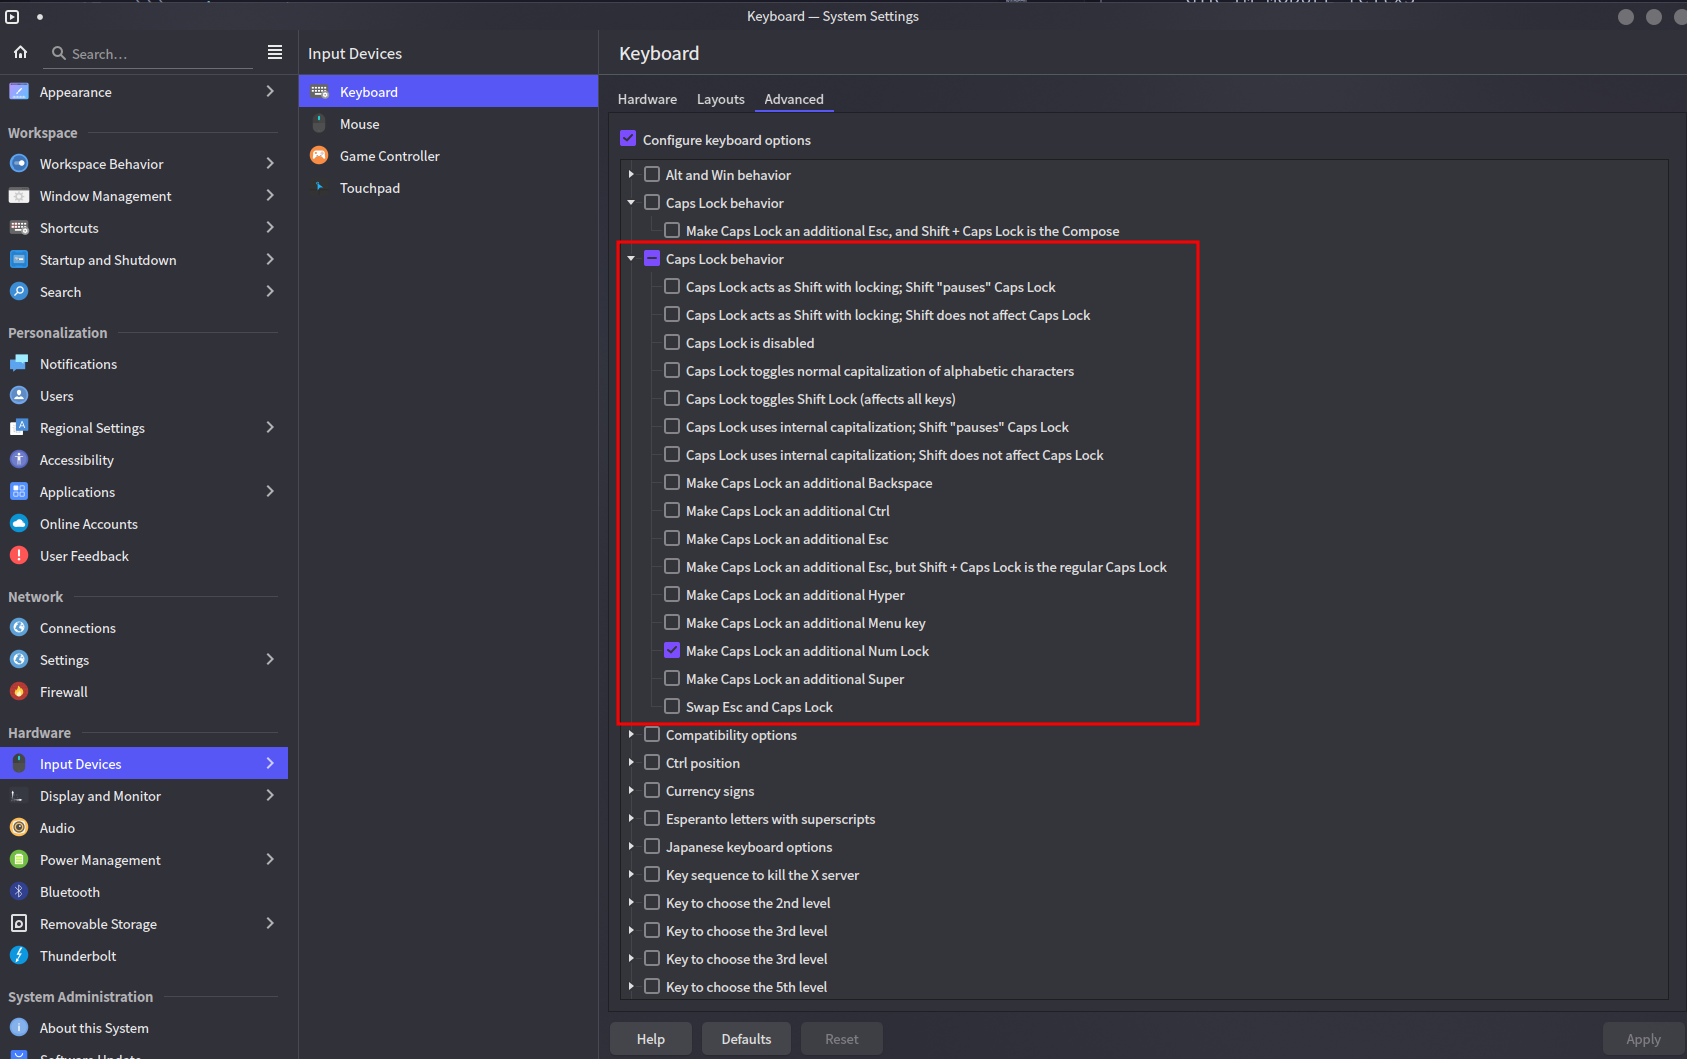 Keyboard — System Settings
Search...
Appearance
Workspace
Workspace Behavior
Window Management
Shortcuts
Startup and Shutdown
Search
Personalization
Notifications
Users
Regional Settings
Accessibility
Applications
Online Accounts
User Feedback
Network
Connections
Settings
Firewall
Hardware
Input Devices
Display and Monitor
Audio
Power Management
Bluetooth
Removable Storage
Thunderbolt
System Administration
About this System
Software Update
Input Devices
Keyboard
Mouse
Game Controller
Touchpad
Keyboard
Hardware Layouts Advanced
Configure keyboard options
Alt and Win behavior
Caps Lock behavior
Make Caps Lock an additional Esc, and Shift + Caps Lock is the Compose
Caps Lock behavior
Caps Lock acts as Shift with locking; Shift "pauses" Caps Lock
Caps Lock acts as Shift with locking; Shift does not affect Caps Lock
Caps Lock is disabled
Caps Lock toggles normal capitalization of alphabetic characters
Caps Lock toggles Shift Lock (affects all keys)
Caps Lock uses internal capitalization; Shift "pauses" Caps Lock
Caps Lock uses internal capitalization; Shift does not affect Caps Lock
Make Caps Lock an additional Backspace
Make Caps Lock an additional Ctrl
Make Caps Lock an additional Esc
Make Caps Lock an additional Esc, but Shift + Caps Lock is the regular Caps Lock
Make Caps Lock an additional Hyper
Make Caps Lock an additional Menu key
Make Caps Lock an additional Num Lock
Make Caps Lock an additional Super
Swap Esc and Caps Lock
Compatibility options
Ctrl position
Currency signs
Esperanto letters with superscripts
Japanese keyboard options
Key sequence to kill the X server
Key to choose the 2nd level
Key to choose the 3rd level
Key to choose the 3rd level
Key to choose the 5th level
Help Defaults Reset Apply